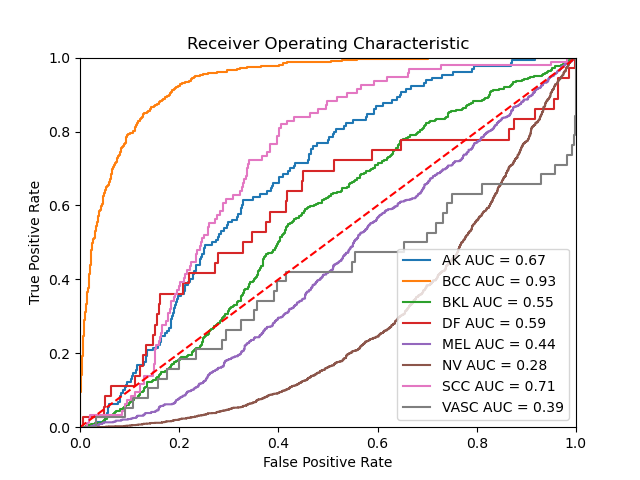 Receiver Operating Characteristic
True Positive Rate
1.0
0.8
0.6
0.4
0.2
0.0
AK AUC = 0.67
BCC AUC = 0.93
BKL AUC = 0.55
DF AUC = 0.59
MEL AUC = 0.44
NV AUC = 0.28
SCC AUC = 0.71
VASC AUC = 0.39
0.0 0.2 0.4 0.6 0.8 1.0
False Positive Rate